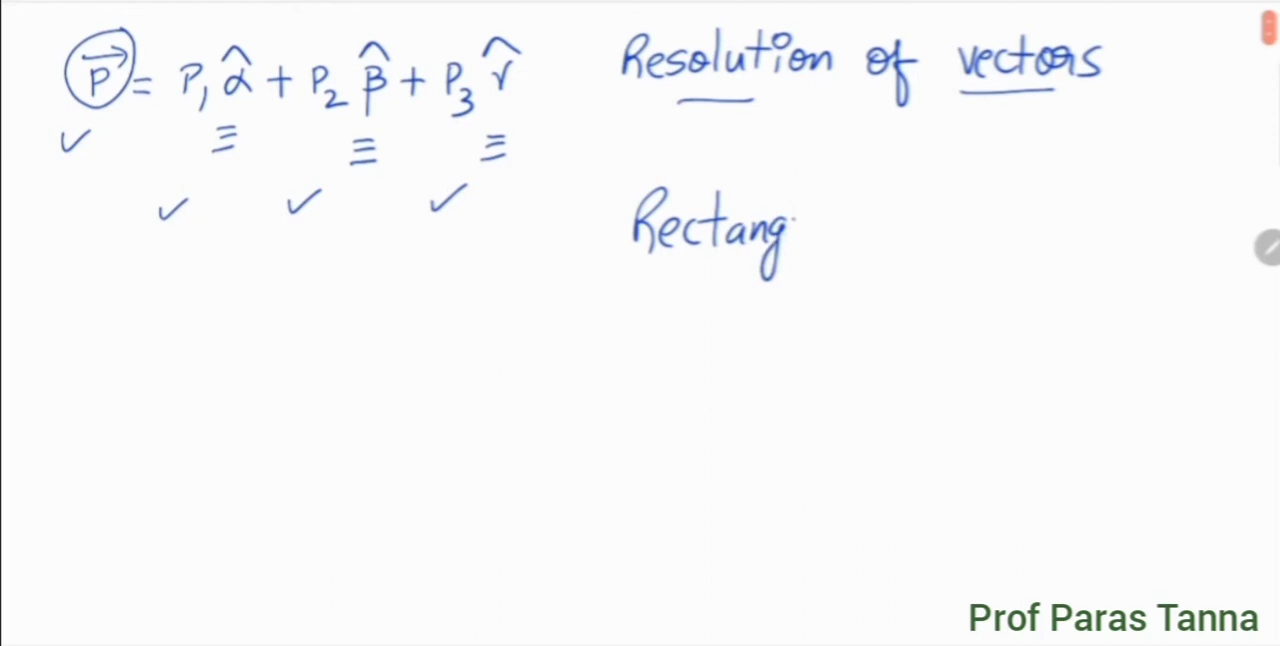 P⃗ = P₁ α̂ + P₂ β̂ + P₃ γ̂
Resolution of vectors
Rectang
Prof Paras Tanna